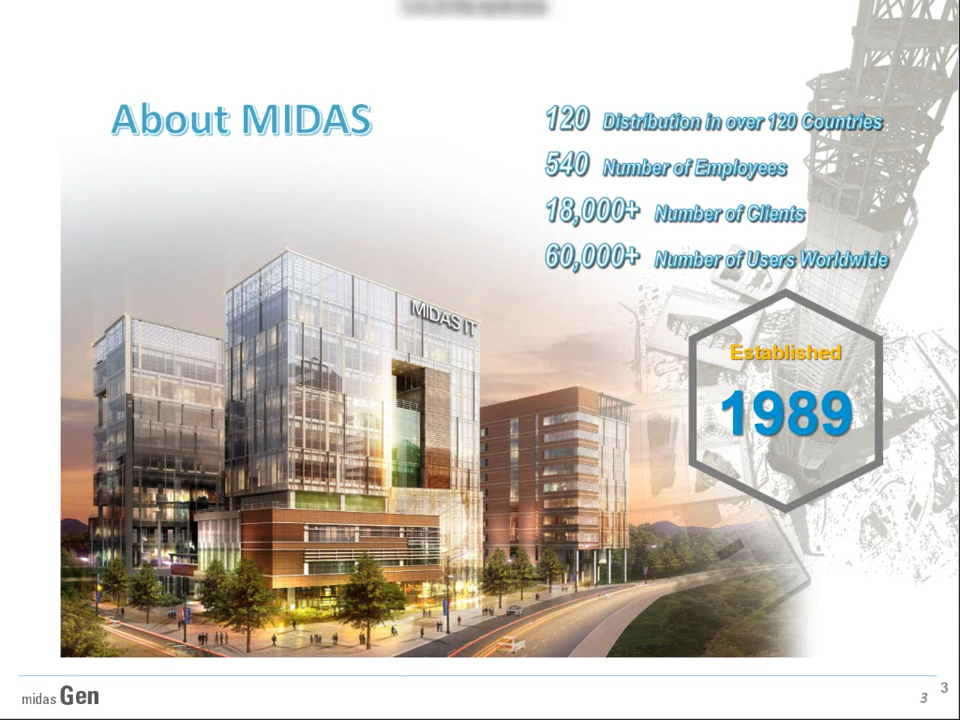 About MIDAS
120 Distribution in over 120 Countries
540 Number of Employees
18,000+ Number of Clients
60,000+ Number of Users Worldwide
MIDAS IT
Established
1989
midas Gen
3
3